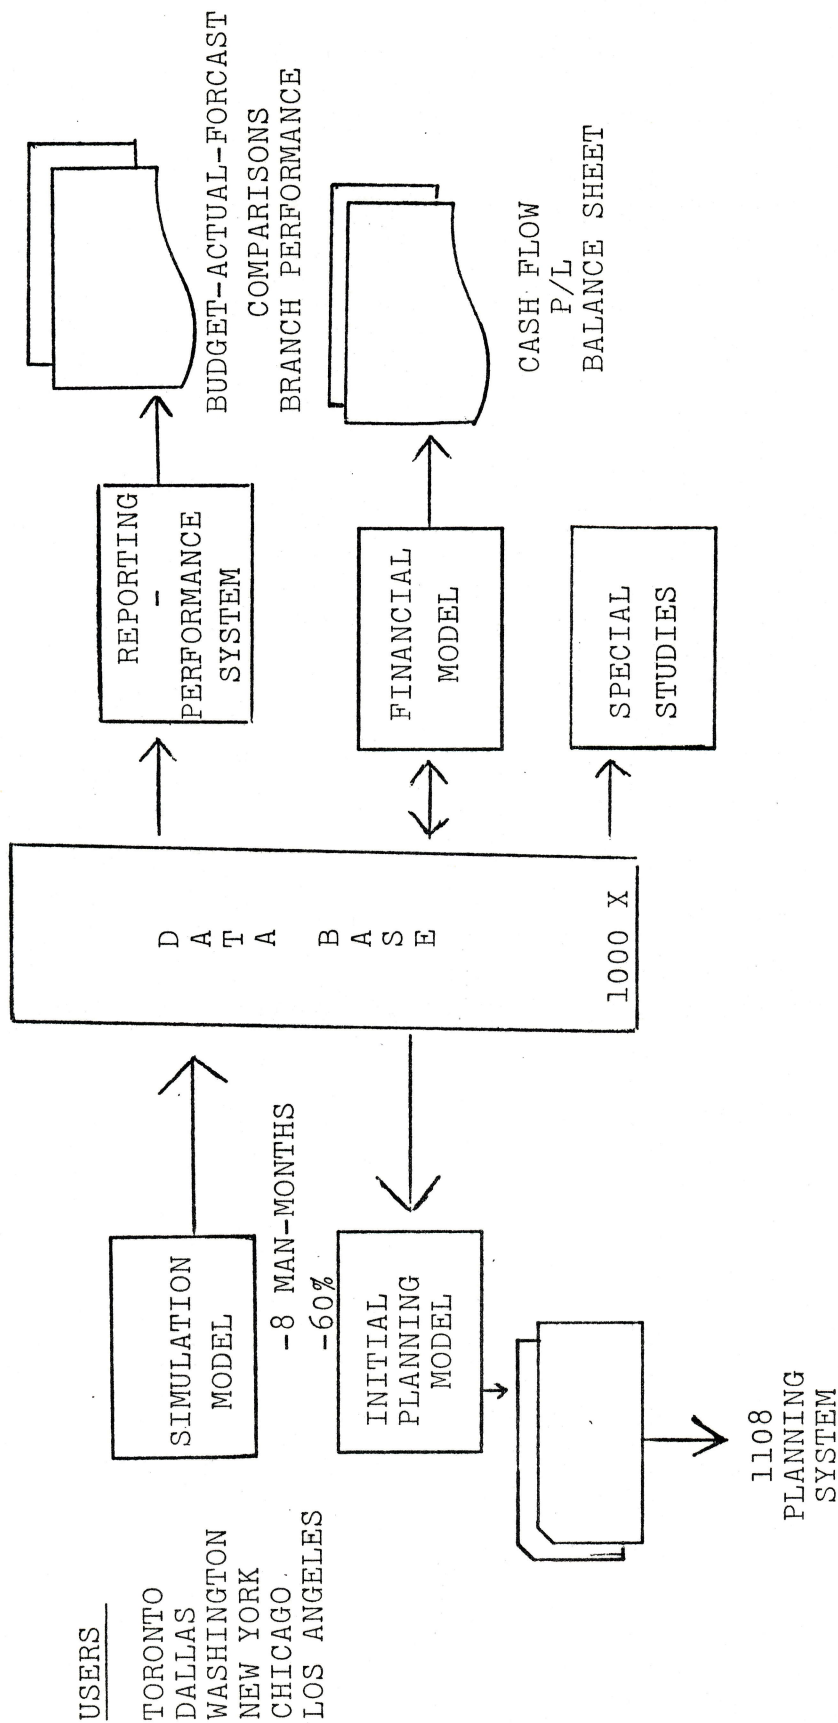 USERS
TORONTO
DALLAS
WASHINGTON
NEW YORK
CHICAGO
LOS ANGELES
SIMULATION
MODEL
-8 MAN-MONTHS
-60%
INITIAL
PLANNING
MODEL
1108
PLANNING
SYSTEM
D
A
T
A
B
A
S
E
1000 X
REPORTING
-
PERFORMANCE
SYSTEM
FINANCIAL
MODEL
SPECIAL
STUDIES
BUDGET-ACTUAL-FORCAST
COMPARISONS
BRANCH PERFORMANCE
CASH FLOW
P/L
BALANCE SHEET